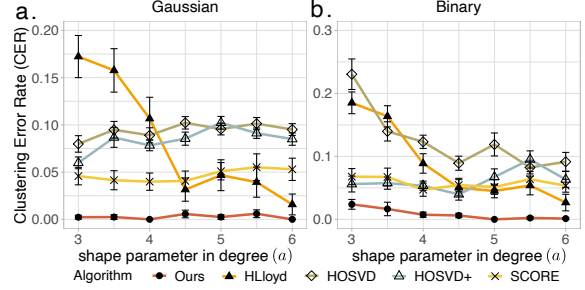 a. Gaussian
b. Binary
Clustering Error Rate (CER)
0.20
0.15
0.10
0.05
0.00
3 4 5 6
shape parameter in degree (a)
0.3
0.2
0.1
0.0
3 4 5 6
shape parameter in degree (a)
Algorithm Ours HLloyd HOSVD HOSVD+ SCORE